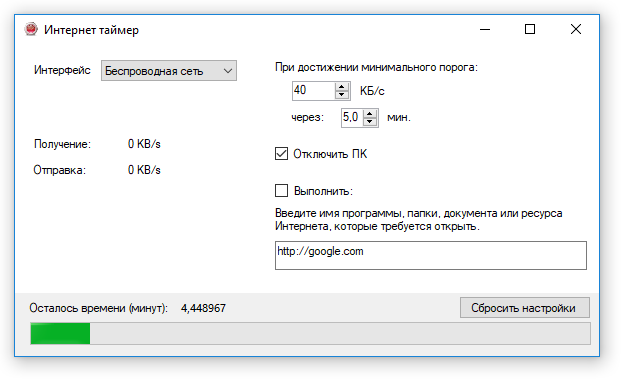 Интернет таймер
Интерфейс
Беспроводная сеть
Получение: 0 KB/s
Отправка: 0 KB/s
При достижении минимального порога:
40 КБ/с
через: 5,0 мин.
Отключить ПК
Выполнить:
Введите имя программы, папки, документа или ресурса
Интернета, которые требуется открыть.
http://google.com
Осталось времени (минут): 4,448967
Сбросить настройки